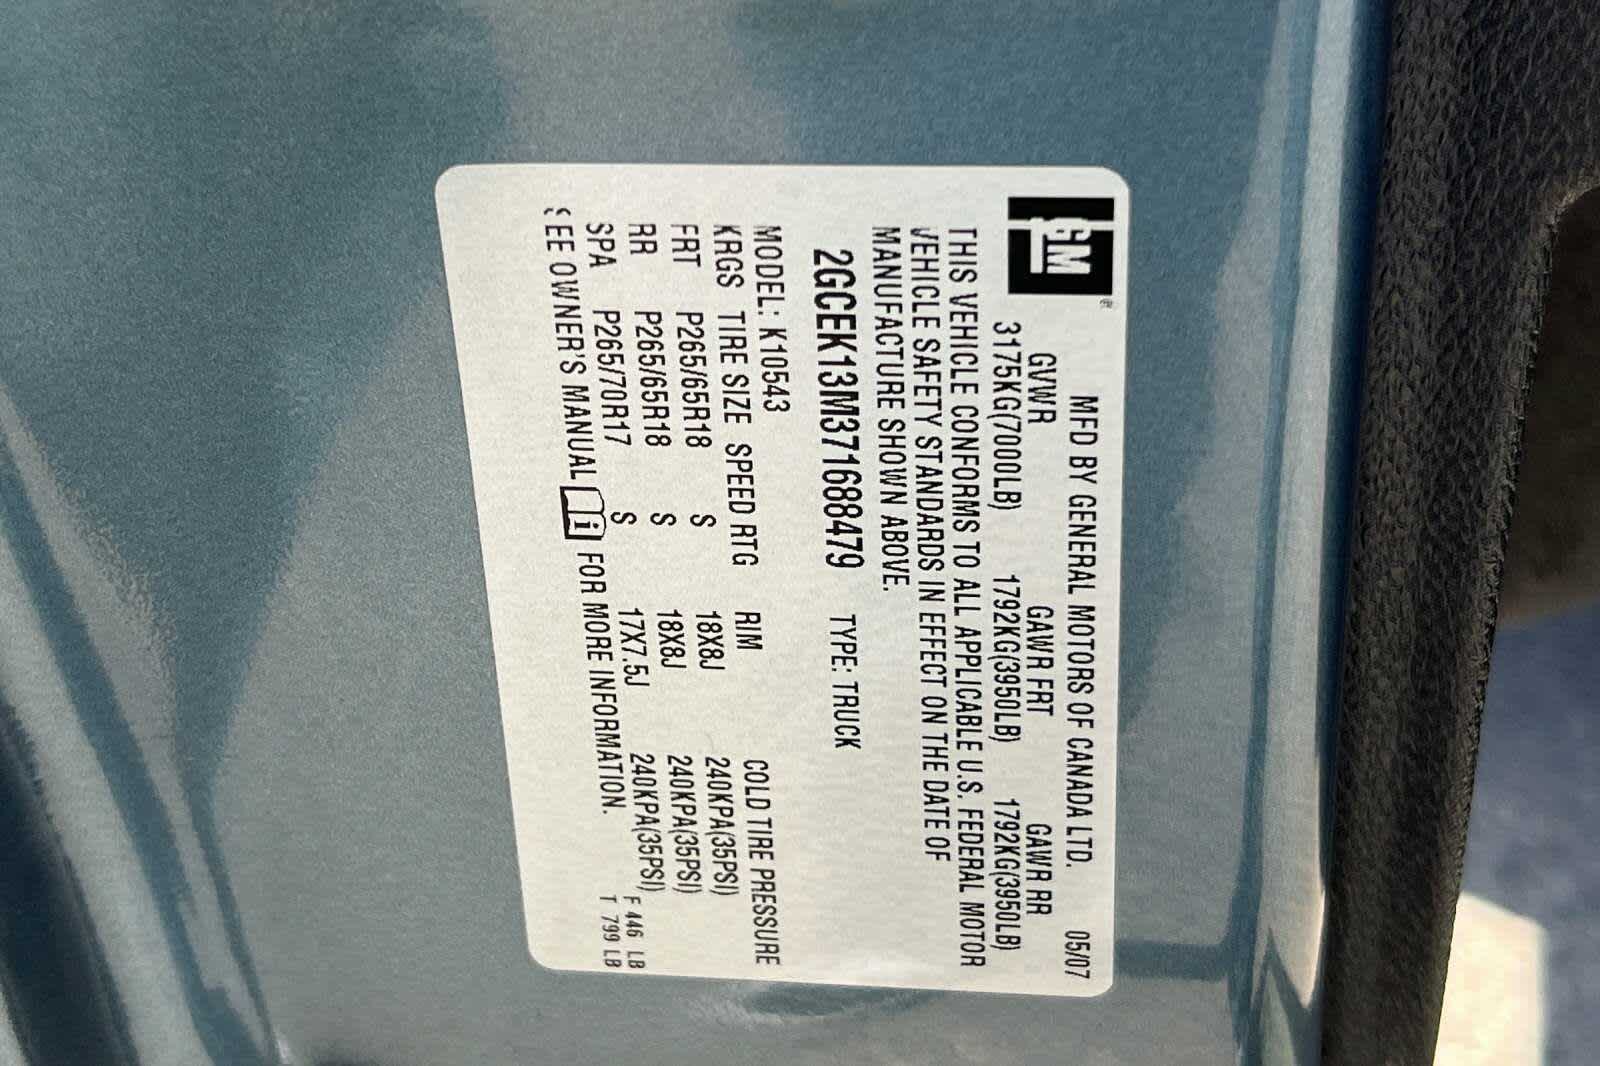 GM ® MFD BY GENERAL MOTORS OF CANADA LTD. 05/07
GVWR GAWR FRT GAWR RR
3175KG(7000LB) 1792KG(3950LB) 1792KG(3950LB)
THIS VEHICLE CONFORMS TO ALL APPLICABLE U.S. FEDERAL MOTOR
VEHICLE SAFETY STANDARDS IN EFFECT ON THE DATE OF
MANUFACTURE SHOWN ABOVE.
2GCEK13M371688479 TYPE: TRUCK
MODEL: K10543
KRGS TIRE SIZE SPEED RTG RIM COLD TIRE PRESSURE
FRT P265/65R18 S 18X8J 240KPA(35PSI)
RR P265/65R18 S 18X8J 240KPA(35PSI)
SPA P265/70R17 S 17X7.5J 240KPA(35PSI) F 446 LB
SEE OWNER'S MANUAL i FOR MORE INFORMATION. T 799 LB